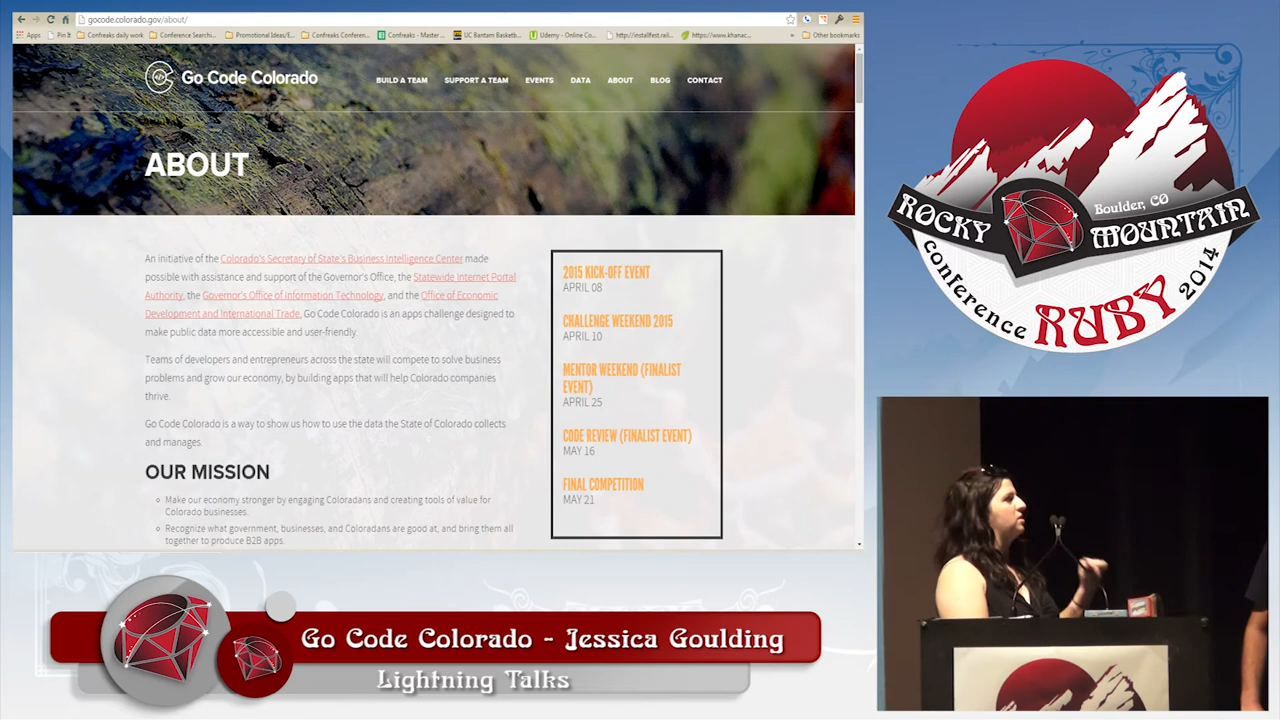 gocode.colorado.gov/about/
Apps
Pin It
Confreaks daily work
Conference Searchi...
Promotional Ideas/E...
Confreaks Conferen...
Confreaks - Master ...
UC Bantam Basketb...
Udemy - Online Co...
http://installfest.rail...
https://www.khanac...
»
Other bookmarks
Go Code Colorado
BUILD A TEAM
SUPPORT A TEAM
EVENTS
DATA
ABOUT
BLOG
CONTACT
ABOUT
An initiative of the Colorado's Secretary of State's Business Intelligence Center made
possible with assistance and support of the Governor's Office, the Statewide Internet Portal
Authority, the Governor's Office of Information Technology, and the Office of Economic
Development and International Trade. Go Code Colorado is an apps challenge designed to
make public data more accessible and user-friendly.
Teams of developers and entrepreneurs across the state will compete to solve business
problems and grow our economy, by building apps that will help Colorado companies
thrive.
Go Code Colorado is a way to show us how to use the data the State of Colorado collects
and manages.
OUR MISSION
Make our economy stronger by engaging Coloradans and creating tools of value for
Colorado businesses.
Recognize what government, businesses, and Coloradans are good at, and bring them all
together to produce B2B apps.
2015 KICK-OFF EVENT
APRIL 08
CHALLENGE WEEKEND 2015
APRIL 10
MENTOR WEEKEND (FINALIST
EVENT)
APRIL 25
CODE REVIEW (FINALIST EVENT)
MAY 16
FINAL COMPETITION
MAY 21
Boulder, CO
ROCKY MOUNTAIN
RUBY
Conference 2014
Go Code Colorado - Jessica Goulding
Lightning Talks